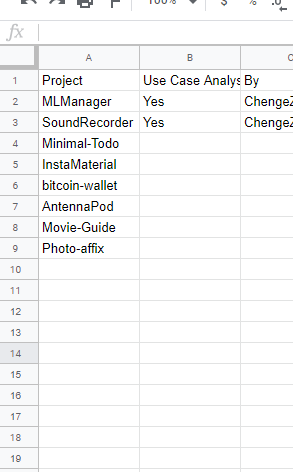 100% $ % .0
fx
A B C
1 Project Use Case Analys By
2 MLManager Yes ChengeZ
3 SoundRecorder Yes ChengeZ
4 Minimal-Todo
5 InstaMaterial
6 bitcoin-wallet
7 AntennaPod
8 Movie-Guide
9 Photo-affix
10
11
12
13
14
15
16
17
18
19